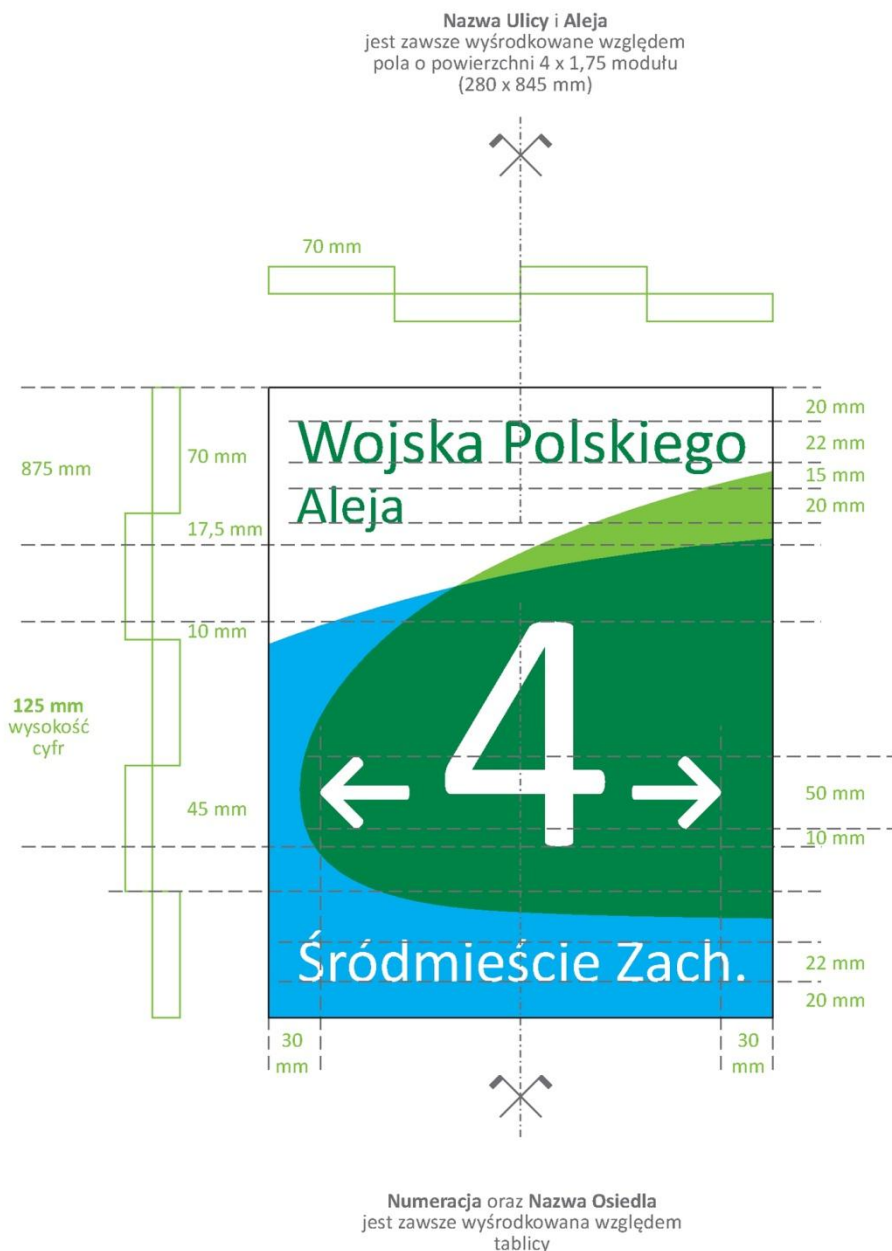 Nazwa Ulicy i Aleja
jest zawsze wyśrodkowane względem
pola o powierzchni 4 x 1,75 modułu
(280 x 845 mm)
70 mm
20 mm
Wojska Polskiego
22 mm
875 mm
70 mm
15 mm
Aleja
20 mm
17,5 mm
10 mm
4
125 mm
wysokość
cyfr
45 mm
50 mm
10 mm
Śródmieście Zach.
22 mm
20 mm
30
mm
30
mm
Numeracja oraz Nazwa Osiedla
jest zawsze wyśrodkowana względem
tablicy